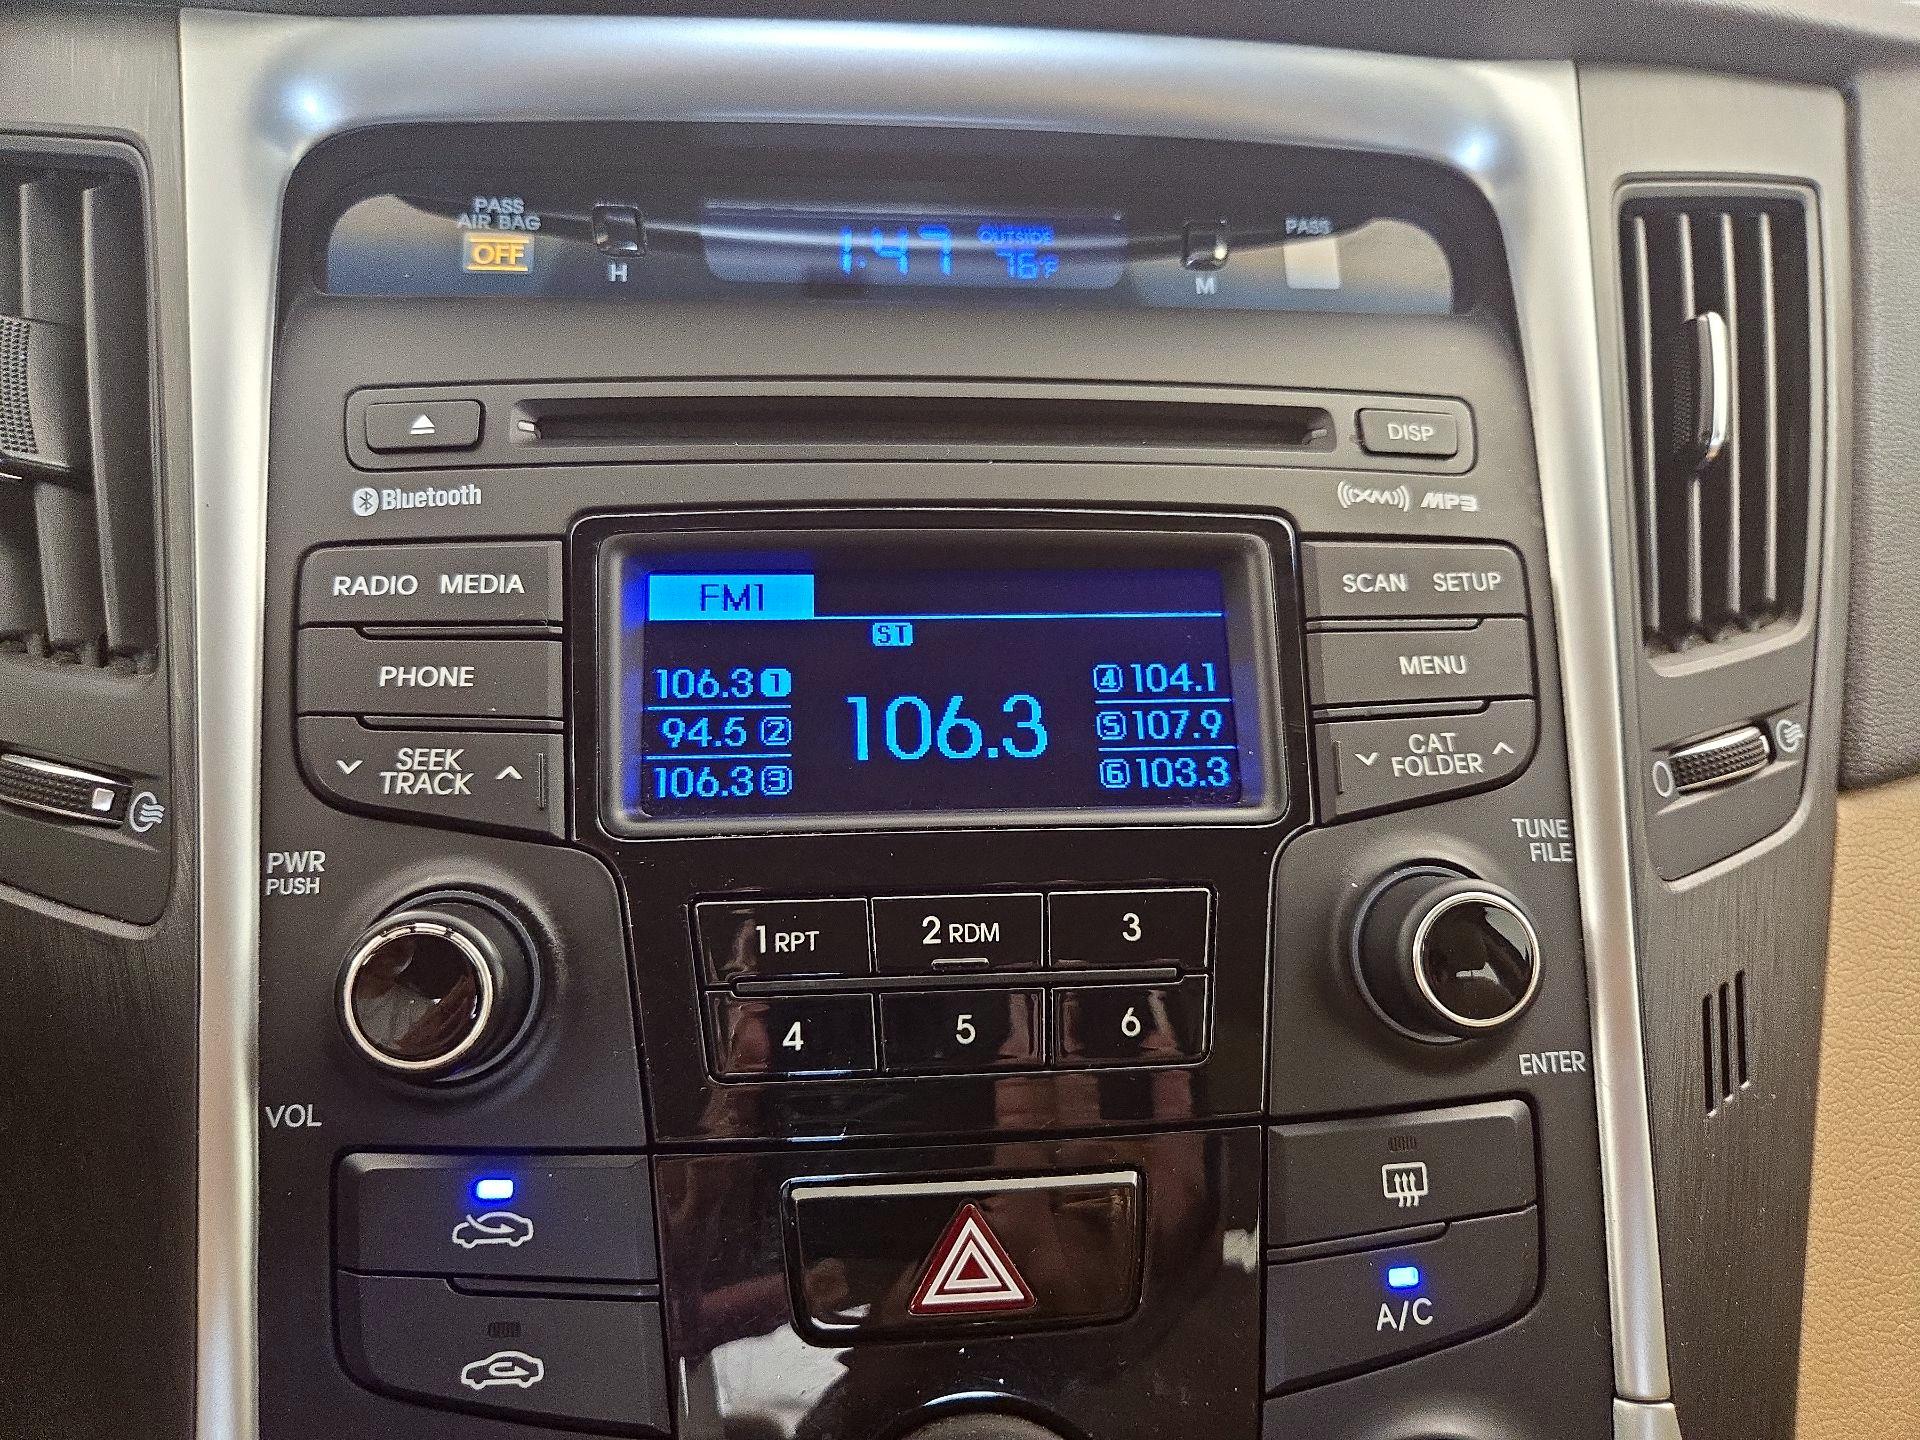 PASS
AIR BAG
OFF
H
1:47
OUTSIDE
76°F
M
PASS
DISP
Bluetooth
((XM)) MP3
RADIO MEDIA
PHONE
SEEK
TRACK
FM1
ST
106.3 1
94.5 2
106.3 3
106.3
4 104.1
5 107.9
6 103.3
SCAN SETUP
MENU
CAT
FOLDER
PWR
PUSH
VOL
1 RPT
2 RDM
3
4
5
6
TUNE
FILE
ENTER
A/C